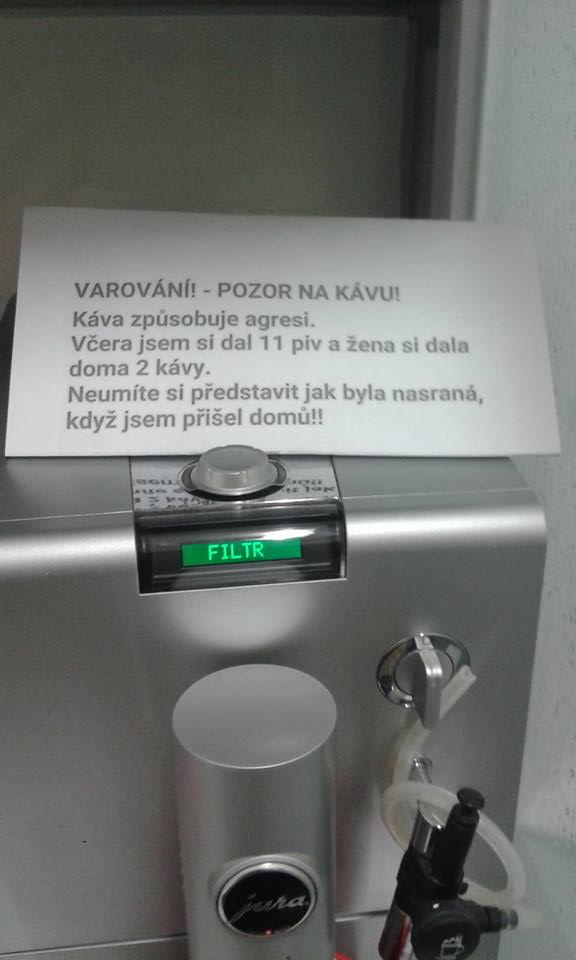 VAROVÁNÍ! - POZOR NA KÁVU!
Káva způsobuje agresi.
Včera jsem si dal 11 piv a žena si dala
doma 2 kávy.
Neumíte si představit jak byla nasraná,
když jsem přišel domů!!
FILTR
jura